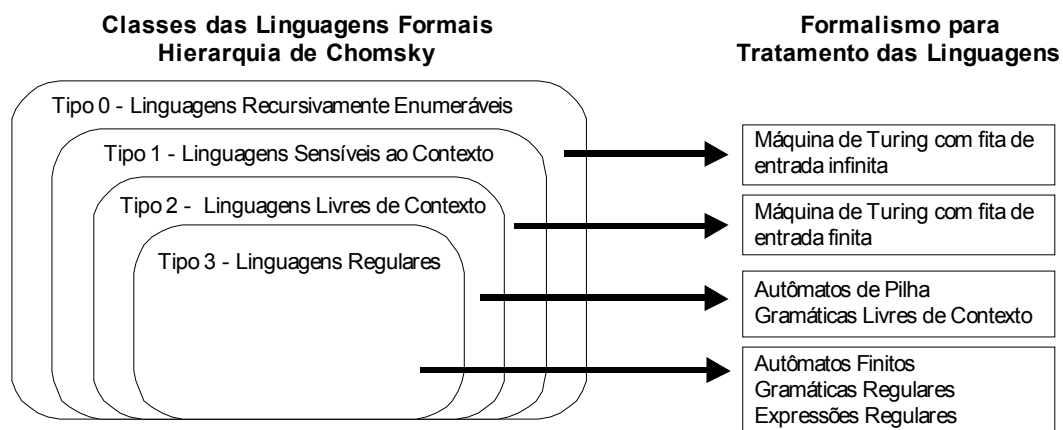 Classes das Linguagens Formais
Hierarquia de Chomsky
Formalismo para
Tratamento das Linguagens
Tipo 0 - Linguagens Recursivamente Enumeráveis
Tipo 1 - Linguagens Sensíveis ao Contexto
Tipo 2 - Linguagens Livres de Contexto
Tipo 3 - Linguagens Regulares
Máquina de Turing com fita de
entrada infinita
Máquina de Turing com fita de
entrada finita
Autômatos de Pilha
Gramáticas Livres de Contexto
Autômatos Finitos
Gramáticas Regulares
Expressões Regulares